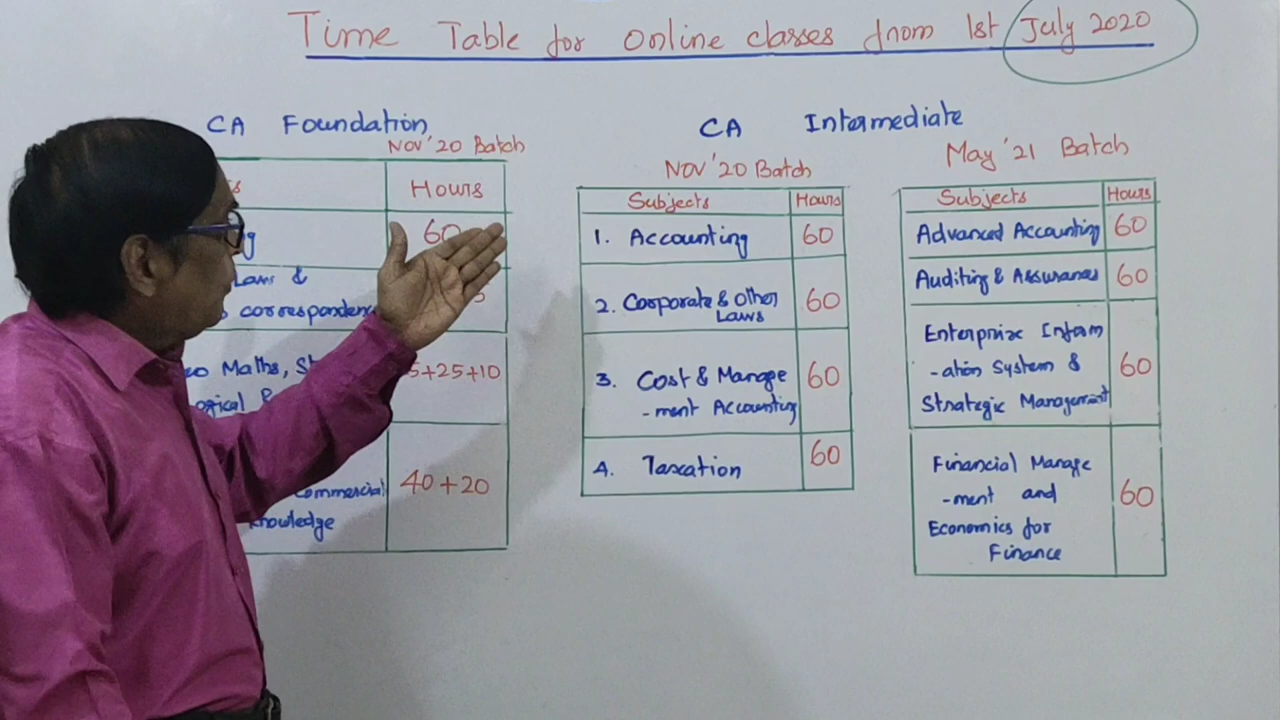 Time Table for Online classes from 1st July 2020
CA Foundation
Nov '20 Batch
Hours
60
Laws &
correspondence
Maths,
5+25+10
Commercial
40+20
Knowledge
CA Intermediate
Nov '20 Batch
Subjects Hours
1. Accounting 60
2. Corporate & Other 60
Laws
3. Cost & Manage 60
-ment Accounting
4. Taxation 60
May '21 Batch
Subjects Hours
Advanced Accounting 60
Auditing & Assurance 60
Enterprise Inform
-ation System & 60
Strategic Management
Financial Manage
-ment and 60
Economics for
Finance